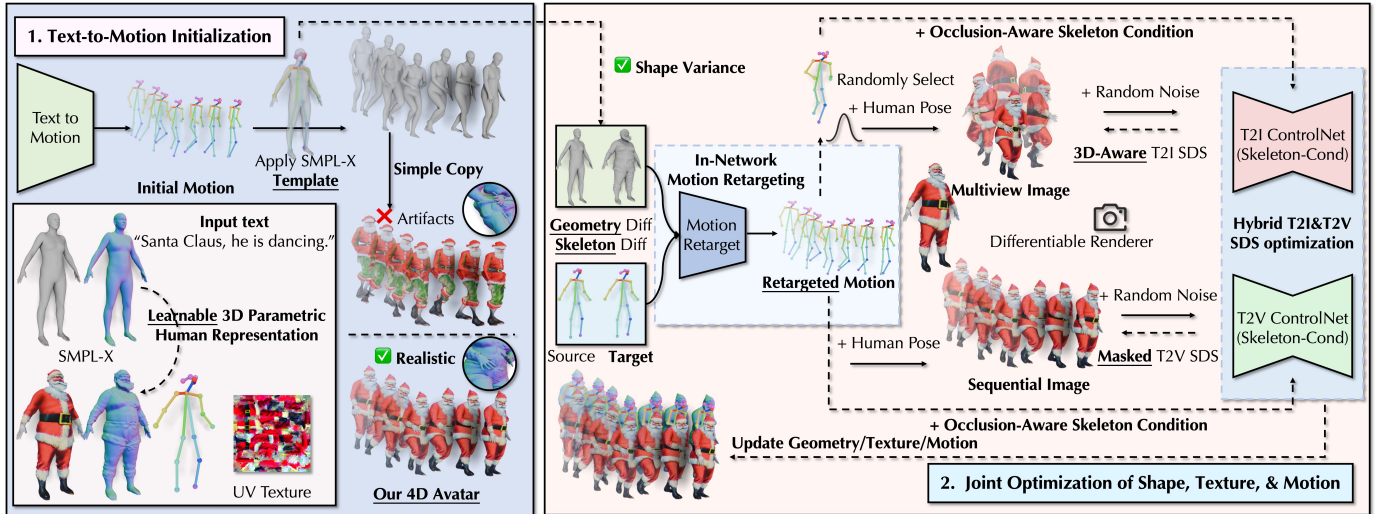 1. Text-to-Motion Initialization
Text to
Motion
Initial Motion
Apply SMPL-X
Template
Simple Copy
Artifacts
Input text
“Santa Claus, he is dancing.”
Learnable 3D Parametric
Human Representation
SMPL-X
UV Texture
Realistic
Our 4D Avatar
Shape Variance
Geometry Diff
Skeleton Diff
Source Target
In-Network
Motion Retargeting
Motion
Retarget
Retargeted Motion
+ Occlusion-Aware Skeleton Condition
Randomly Select
+ Human Pose
Multiview Image
+ Random Noise
3D-Aware T2I SDS
T2I ControlNet
(Skeleton-Cond)
Differentiable Renderer
Hybrid T2I&T2V
SDS optimization
+ Human Pose
Sequential Image
+ Random Noise
Masked T2V SDS
T2V ControlNet
(Skeleton-Cond)
+ Occlusion-Aware Skeleton Condition
Update Geometry/Texture/Motion
2. Joint Optimization of Shape, Texture, & Motion